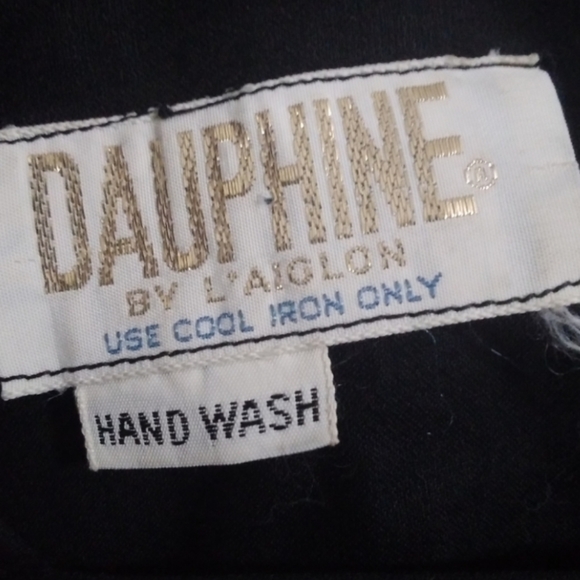 DAUPHINE ®
BY L'AIGLON
USE COOL IRON ONLY
HAND WASH